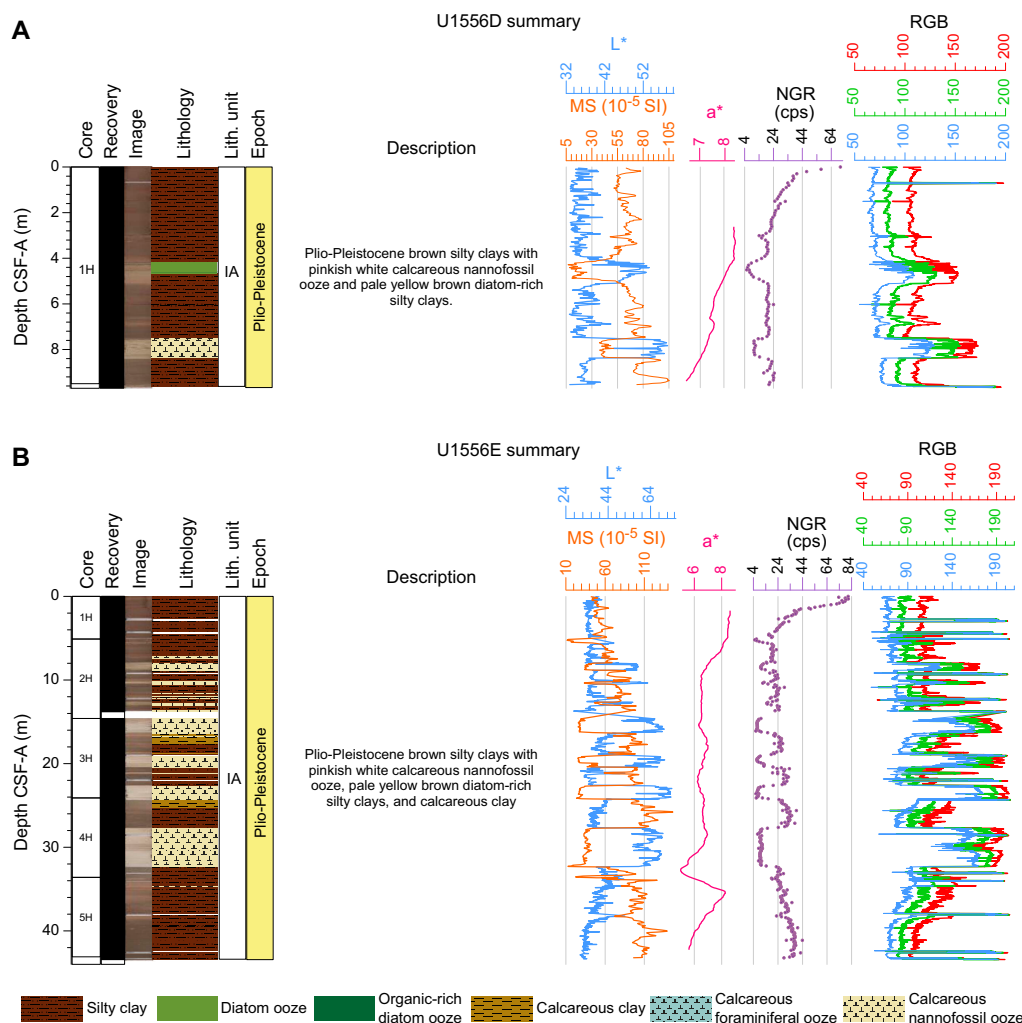 A
U1556D summary
RGB
50 100 150 200
50 100 150 200
50 100 150 200
L*
32 42 52
MS (10-5 SI)
5 30 55 80 105
a*
7 8
NGR
(cps)
4 24 44 64
Core
Recovery
Image
Lithology
Lith. unit
Epoch
Description
Depth CSF-A (m)
0
2
4
6
8
1H
IA
Plio-Pleistocene
Plio-Pleistocene brown silty clays with
pinkish white calcareous nannofossil
ooze and pale yellow brown diatom-rich
silty clays.
B
U1556E summary
RGB
40 90 140 190
40 90 140 190
40 90 140 190
L*
24 44 64
MS (10-5 SI)
10 60 110
a*
6 8
NGR
(cps)
4 24 44 64 84
Core
Recovery
Image
Lithology
Lith. unit
Epoch
Description
Depth CSF-A (m)
0
10
20
30
40
1H
2H
3H
4H
5H
IA
Plio-Pleistocene
Plio-Pleistocene brown silty clays with
pinkish white calcareous nannofossil
ooze, pale yellow brown diatom-rich
silty clays, and calcareous clay
Silty clay
Diatom ooze
Organic-rich
diatom ooze
Calcareous clay
Calcareous
foraminiferal ooze
Calcareous
nannofossil ooze